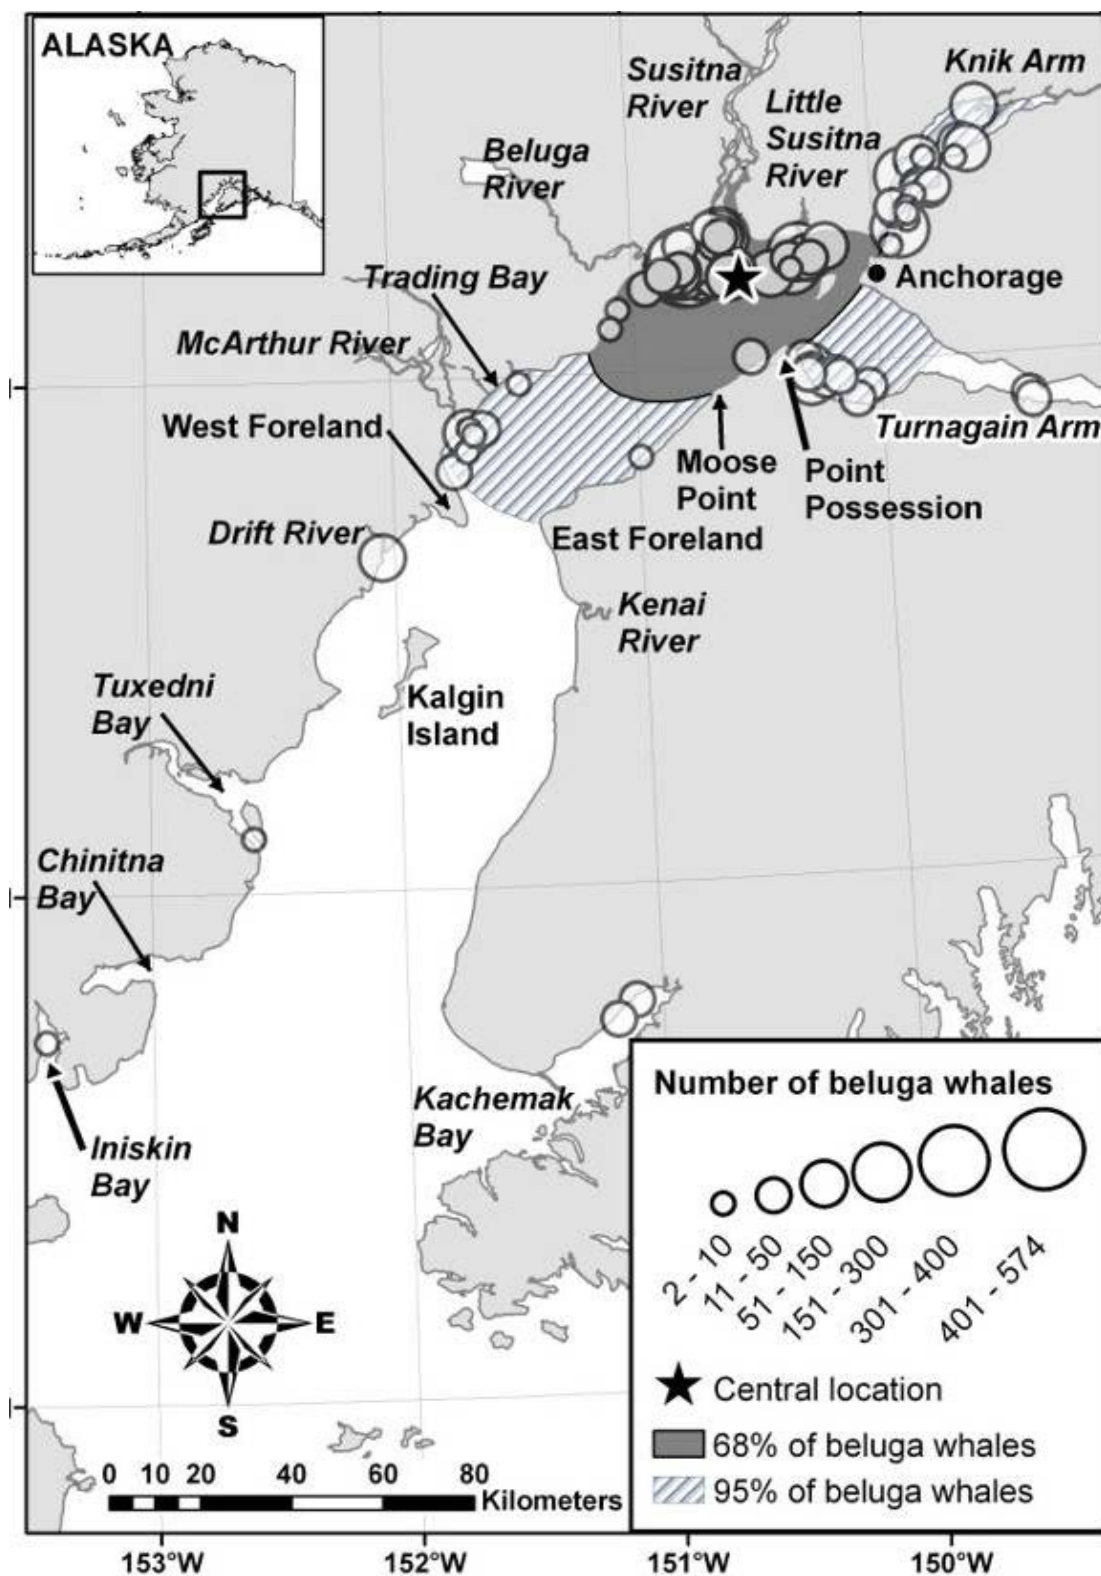 ALASKA
Knik Arm
Susitna
River
Little
Susitna
River
Beluga
River
Trading Bay
Anchorage
McArthur River
West Foreland
Turnagain Arm
Moose
Point
Point
Possession
Drift River
East Foreland
Kenai
River
Tuxedni
Bay
Kalgin
Island
Chinitna
Bay
Kachemak
Bay
Iniskin
Bay
N
W
E
S
0 10 20 40 60 80
Kilometers
Number of beluga whales
2 - 10
11 - 50
51 - 150
151 - 300
301 - 400
401 - 574
Central location
68% of beluga whales
95% of beluga whales
153°W 152°W 151°W 150°W